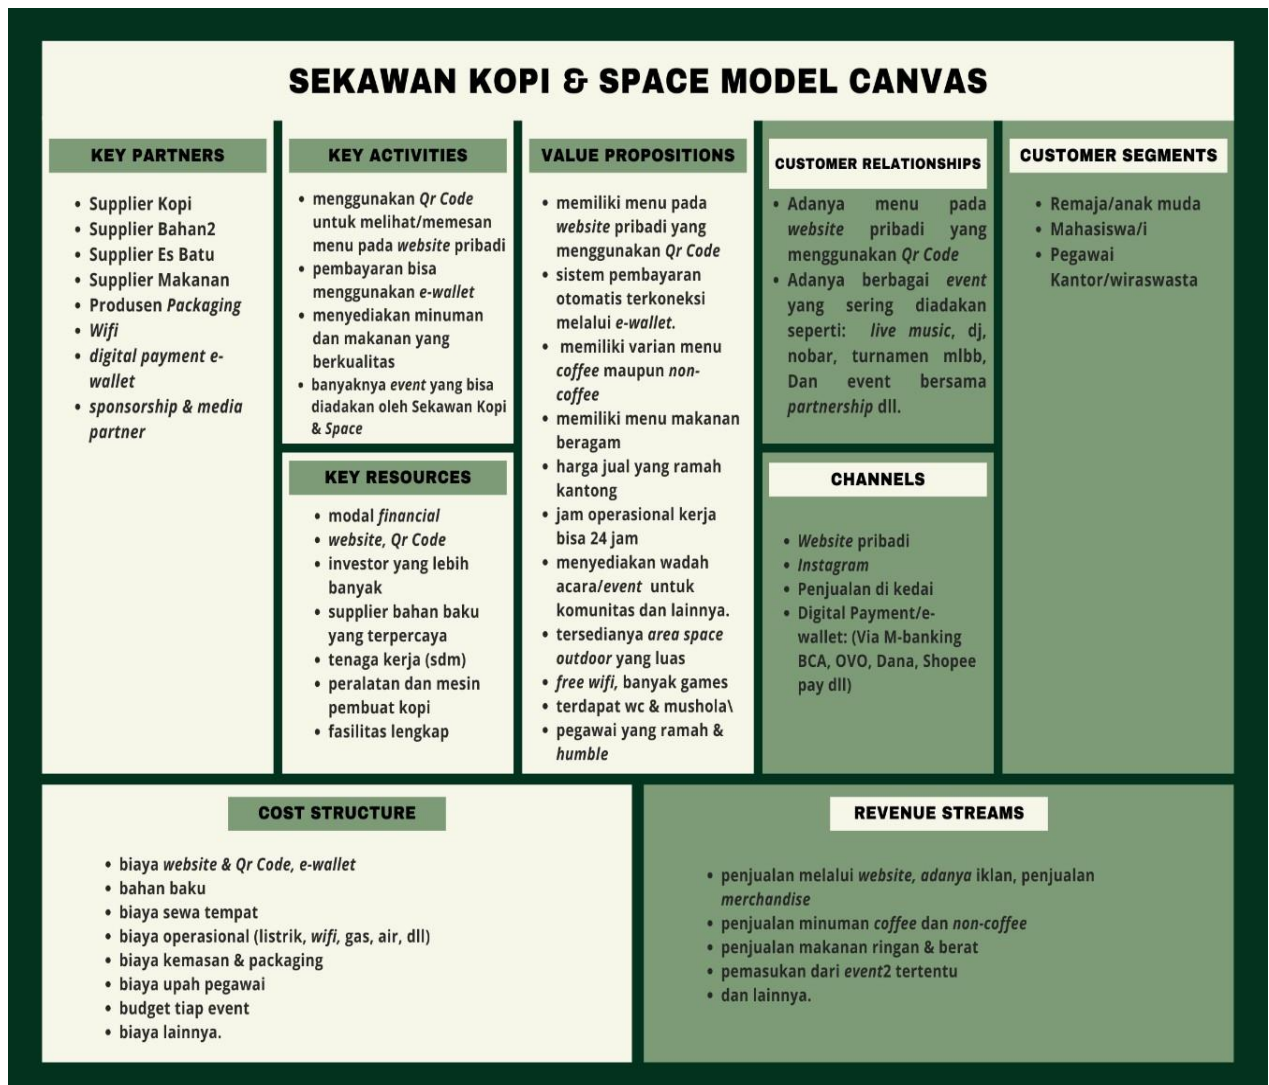 SEKAWAN KOPI & SPACE MODEL CANVAS
KEY PARTNERS
• Supplier Kopi
• Supplier Bahan2
• Supplier Es Batu
• Supplier Makanan
• Produsen Packaging
• Wifi
• digital payment e-
wallet
• sponsorship & media
partner
KEY ACTIVITIES
• menggunakan Qr Code
untuk melihat/memesan
menu pada website pribadi
• pembayaran bisa
menggunakan e-wallet
• menyediakan minuman
dan makanan yang
berkualitas
• banyaknya event yang bisa
diadakan oleh Sekawan Kopi
& Space
KEY RESOURCES
• modal financial
• website, Qr Code
• investor yang lebih
banyak
• supplier bahan baku
yang terpercaya
• tenaga kerja (sdm)
• peralatan dan mesin
pembuat kopi
• fasilitas lengkap
VALUE PROPOSITIONS
• memiliki menu pada
website pribadi yang
menggunakan Qr Code
• sistem pembayaran
otomatis terkoneksi
melalui e-wallet.
• memiliki varian menu
coffee maupun non-
coffee
• memiliki menu makanan
beragam
• harga jual yang ramah
kantong
• jam operasional kerja
bisa 24 jam
• menyediakan wadah
acara/event untuk
komunitas dan lainnya.
• tersedianya area space
outdoor yang luas
• free wifi, banyak games
• terdapat wc & mushola\
• pegawai yang ramah &
humble
CUSTOMER RELATIONSHIPS
• Adanya menu pada
website pribadi yang
menggunakan Qr Code
• Adanya berbagai event
yang sering diadakan
seperti: live music, dj,
nobar, turnamen mlbb,
Dan event bersama
partnership dll.
CHANNELS
• Website pribadi
• Instagram
• Penjualan di kedai
• Digital Payment/e-
wallet: (Via M-banking
BCA, OVO, Dana, Shopee
pay dll)
CUSTOMER SEGMENTS
• Remaja/anak muda
• Mahasiswa/i
• Pegawai
Kantor/wiraswasta
COST STRUCTURE
• biaya website & Qr Code, e-wallet
• bahan baku
• biaya sewa tempat
• biaya operasional (listrik, wifi, gas, air, dll)
• biaya kemasan & packaging
• biaya upah pegawai
• budget tiap event
• biaya lainnya.
REVENUE STREAMS
• penjualan melalui website, adanya iklan, penjualan
merchandise
• penjualan minuman coffee dan non-coffee
• penjualan makanan ringan & berat
• pemasukan dari event2 tertentu
• dan lainnya.